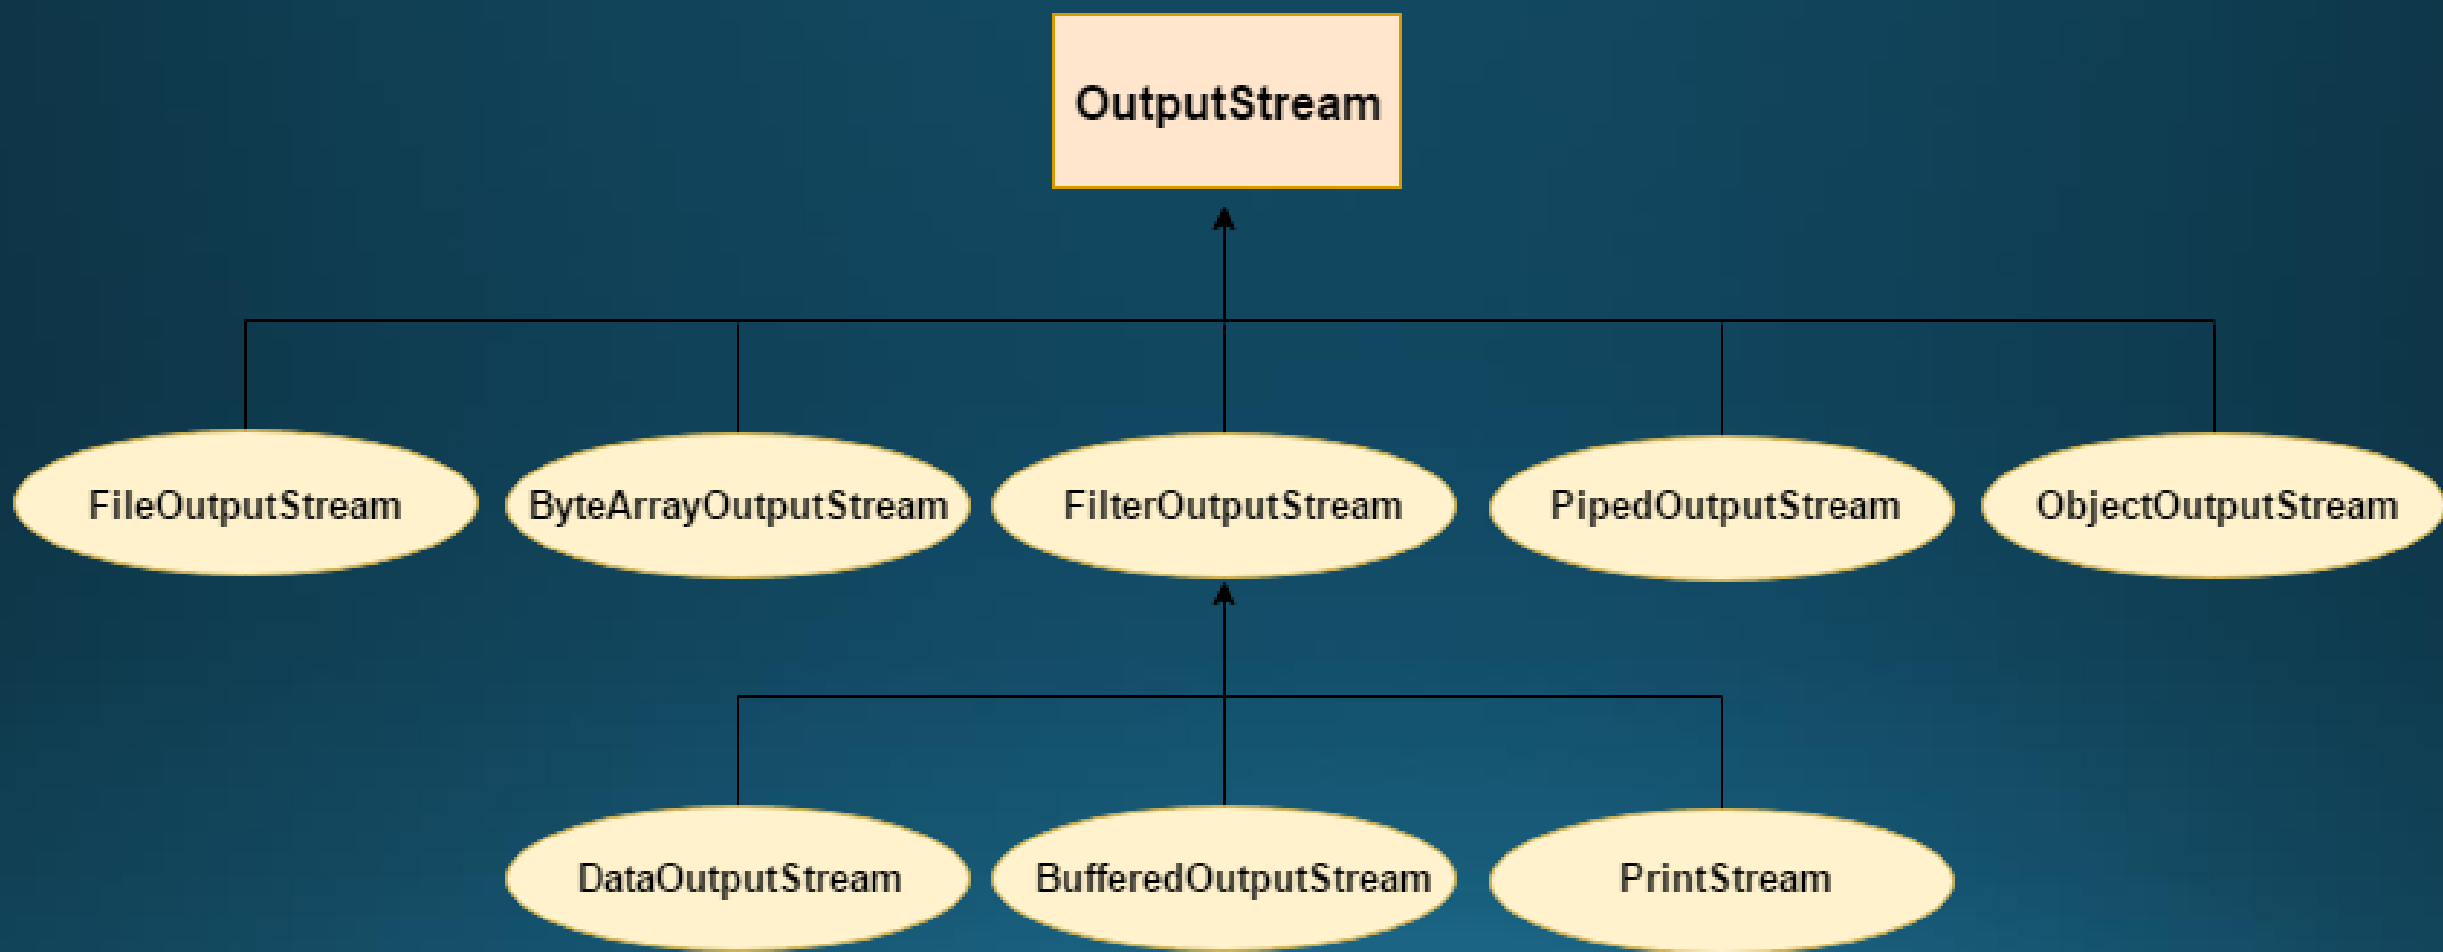 OutputStream
FileOutputStream
ByteArrayOutputStream
FilterOutputStream
PipedOutputStream
ObjectOutputStream
DataOutputStream
BufferedOutputStream
PrintStream